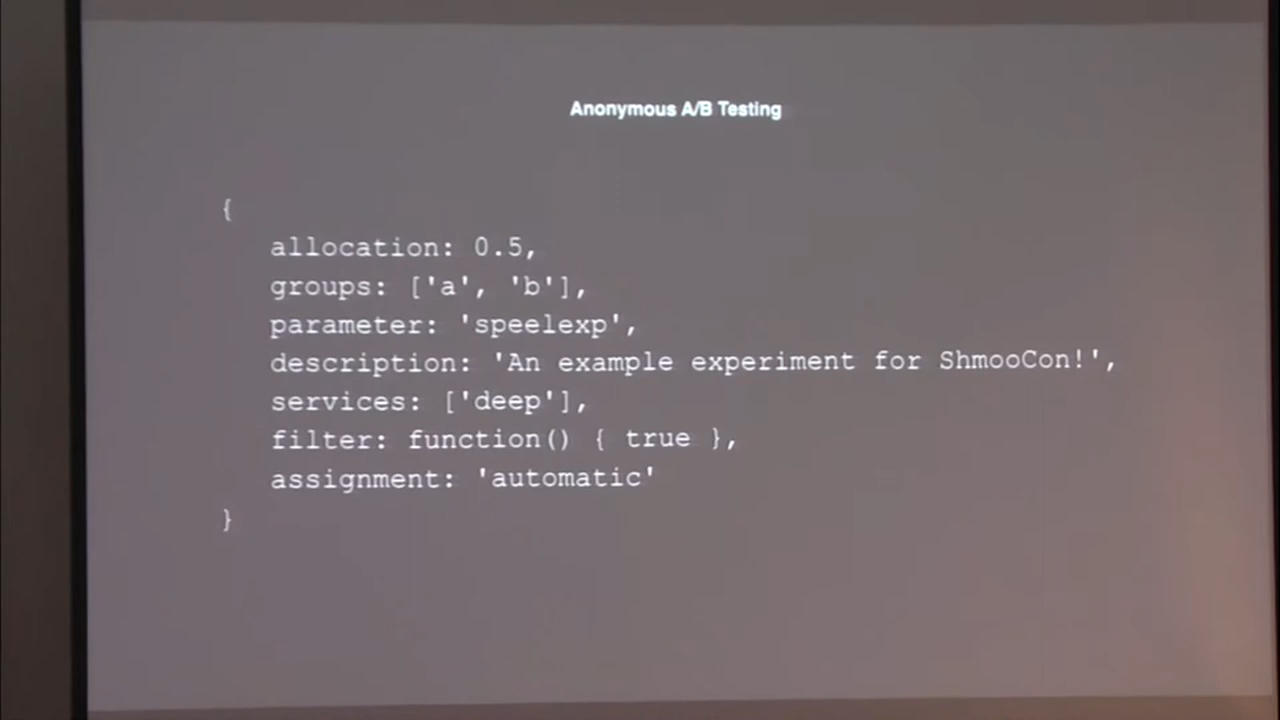 Anonymous A/B Testing
{
allocation: 0.5,
groups: ['a', 'b'],
parameter: 'speelexp',
description: 'An example experiment for ShmooCon!',
services: ['deep'],
filter: function() { true },
assignment: 'automatic'
}